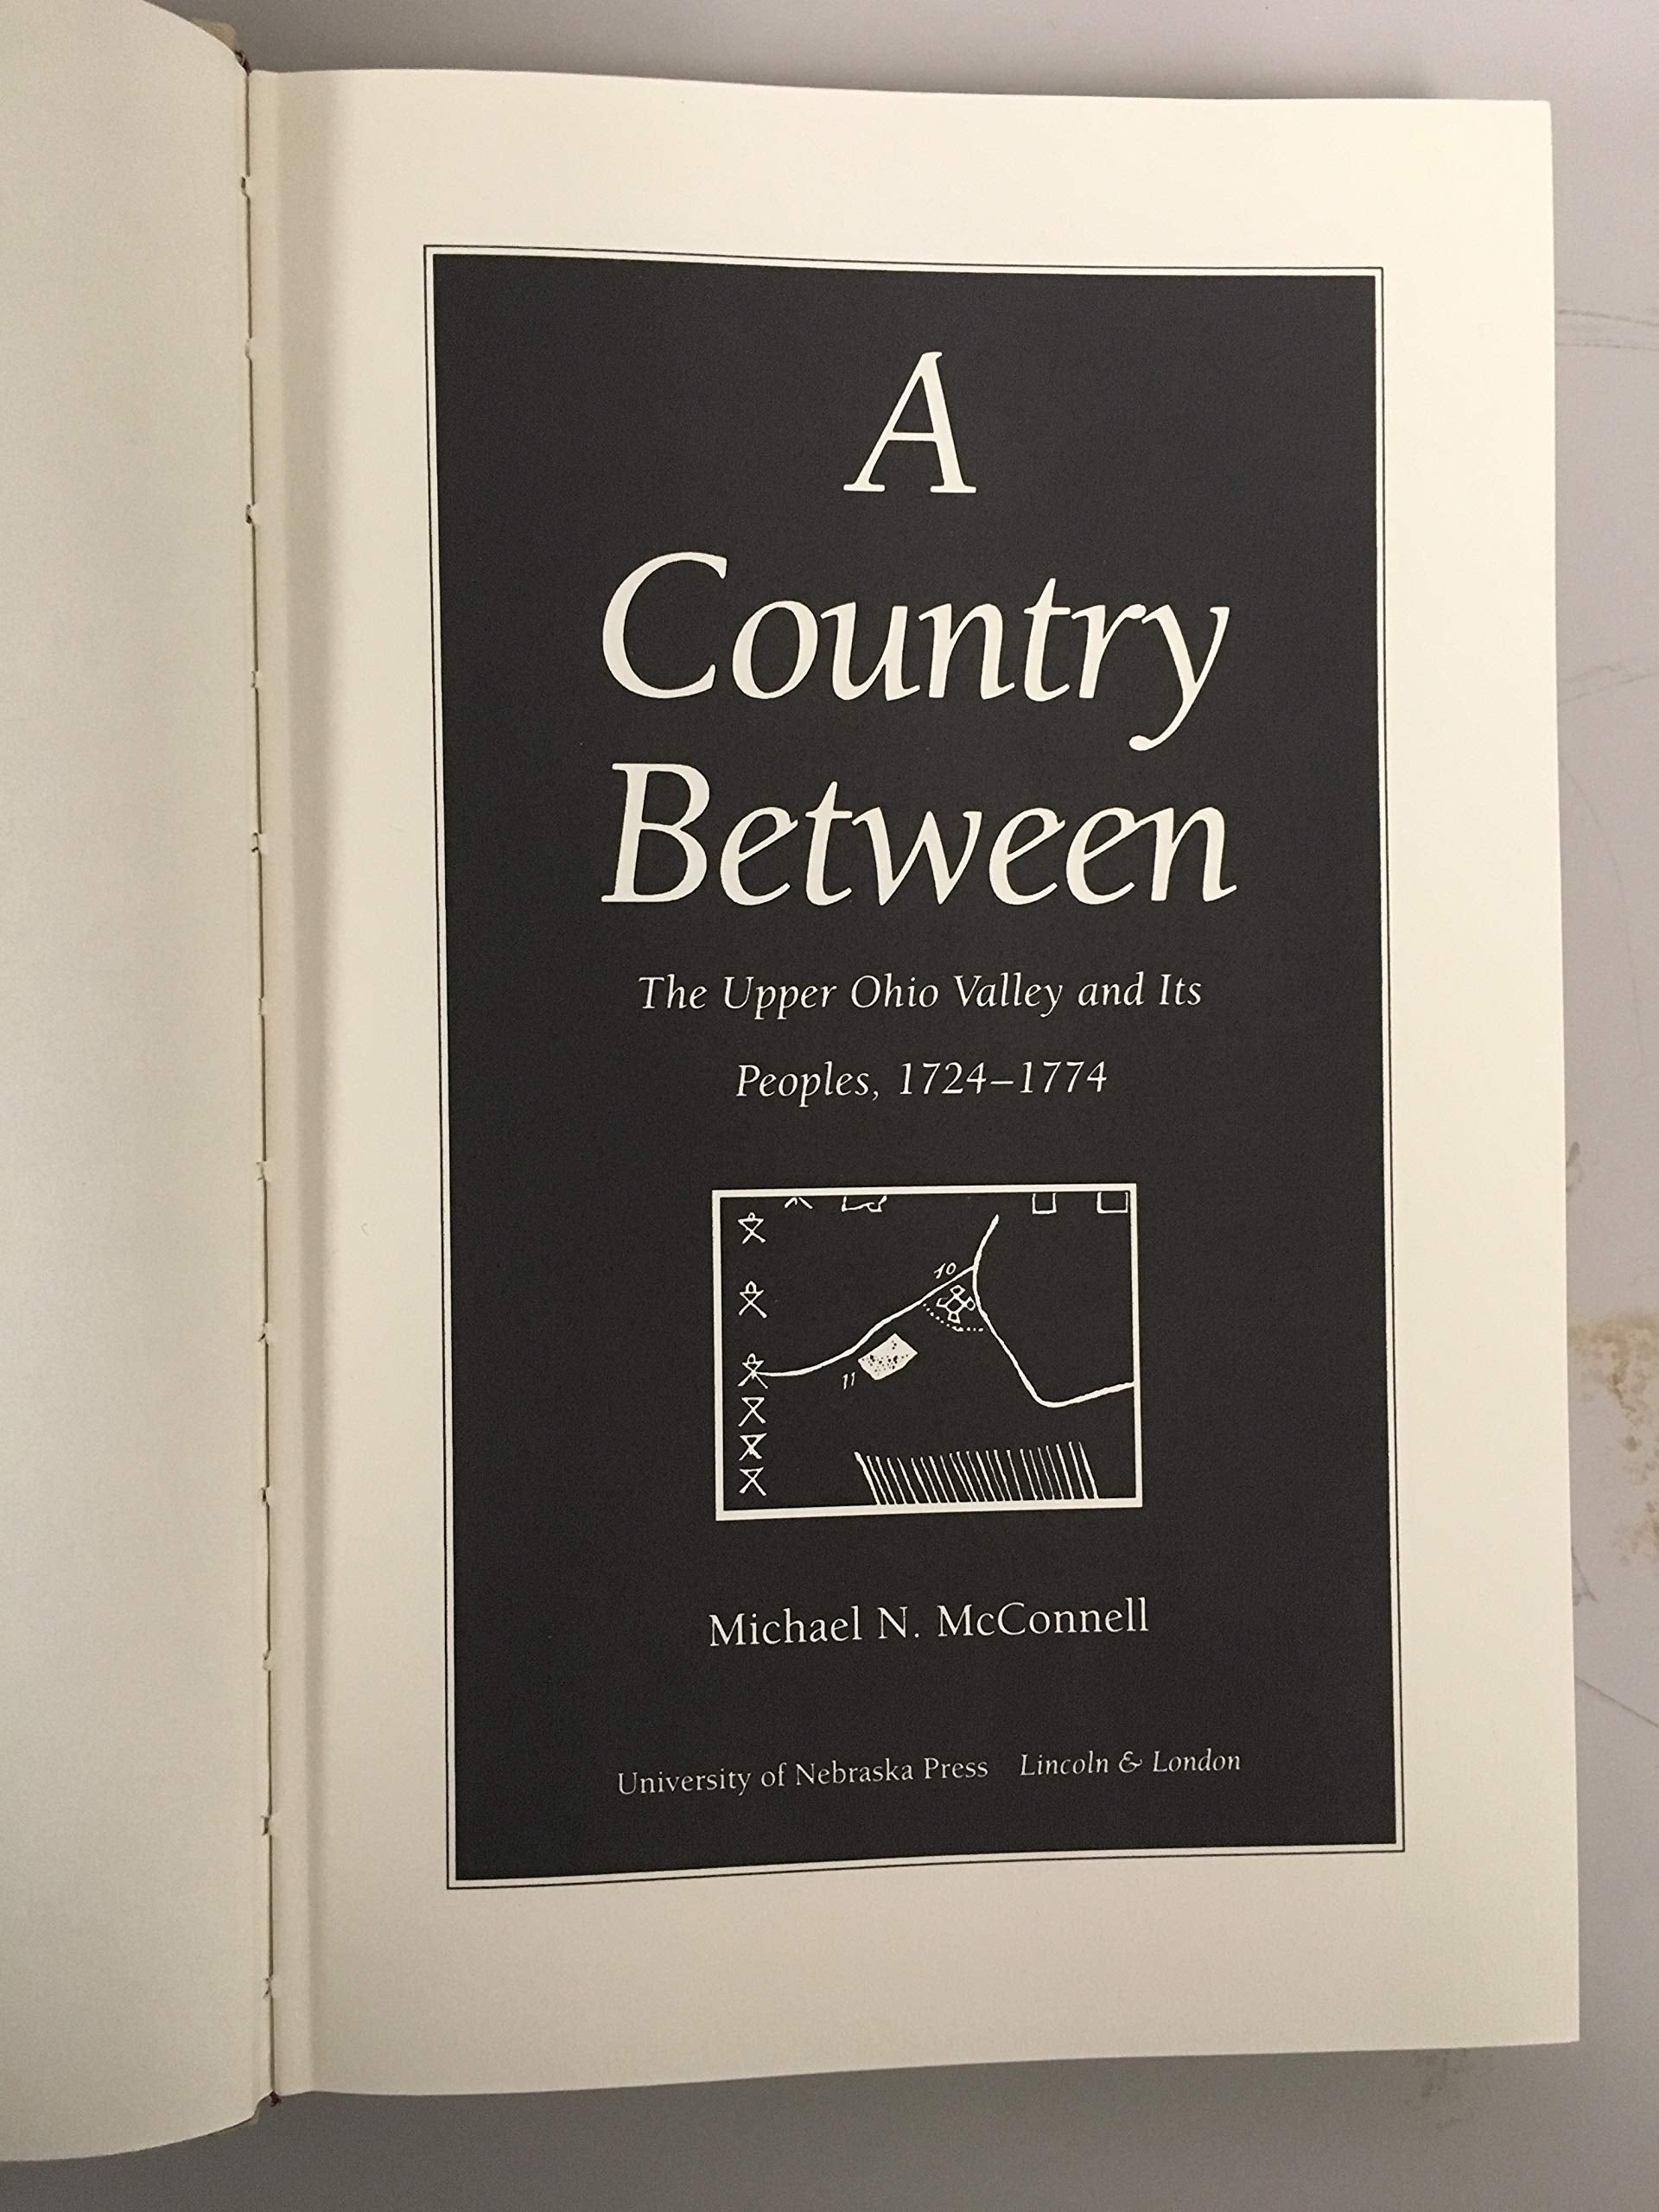 A
Country
Between
The Upper Ohio Valley and Its
Peoples, 1724–1774
10
11
Michael N. McConnell
University of Nebraska Press Lincoln & London